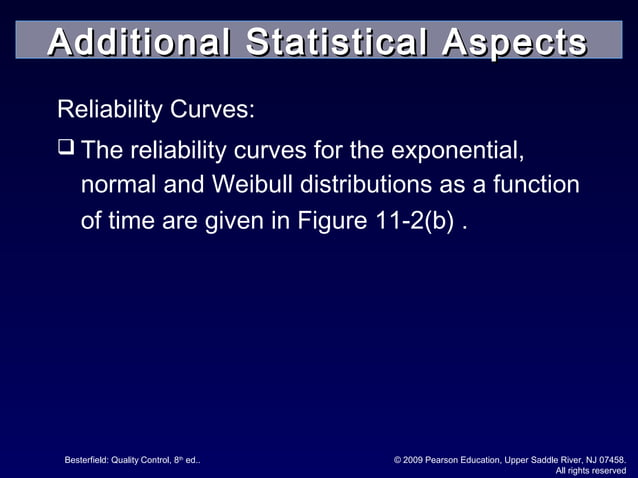 Additional Statistical Aspects
Reliability Curves:
❑ The reliability curves for the exponential,
normal and Weibull distributions as a function
of time are given in Figure 11-2(b) .
Besterfield: Quality Control, 8th ed..
© 2009 Pearson Education, Upper Saddle River, NJ 07458.
All rights reserved